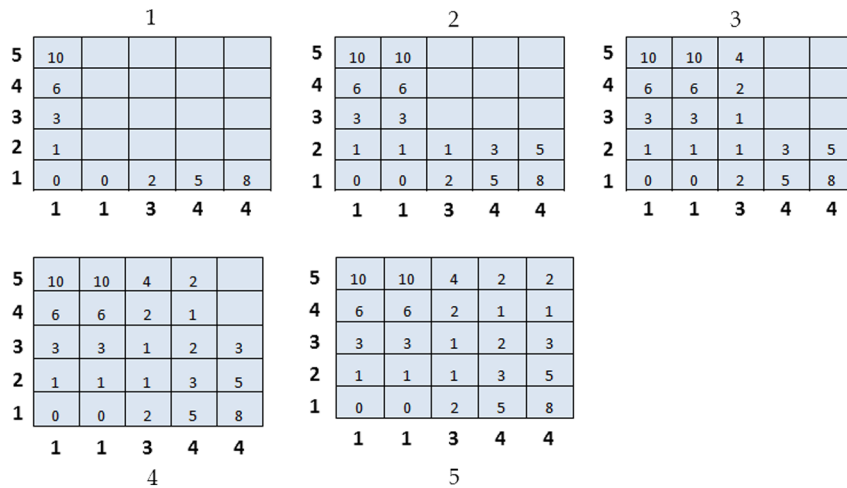 1 2 3
5 10
4 6
3 3
2 1
1 0 0 2 5 8
1 1 3 4 4
5 10 10
4 6 6
3 3 3
2 1 1 1 3 5
1 0 0 2 5 8
1 1 3 4 4
5 10 10 4
4 6 6 2
3 3 3 1
2 1 1 1 3 5
1 0 0 2 5 8
1 1 3 4 4
5 10 10 4 2
4 6 6 2 1
3 3 3 1 2 3
2 1 1 1 3 5
1 0 0 2 5 8
1 1 3 4 4
5 10 10 4 2 2
4 6 6 2 1 1
3 3 3 1 2 3
2 1 1 1 3 5
1 0 0 2 5 8
1 1 3 4 4
4 5